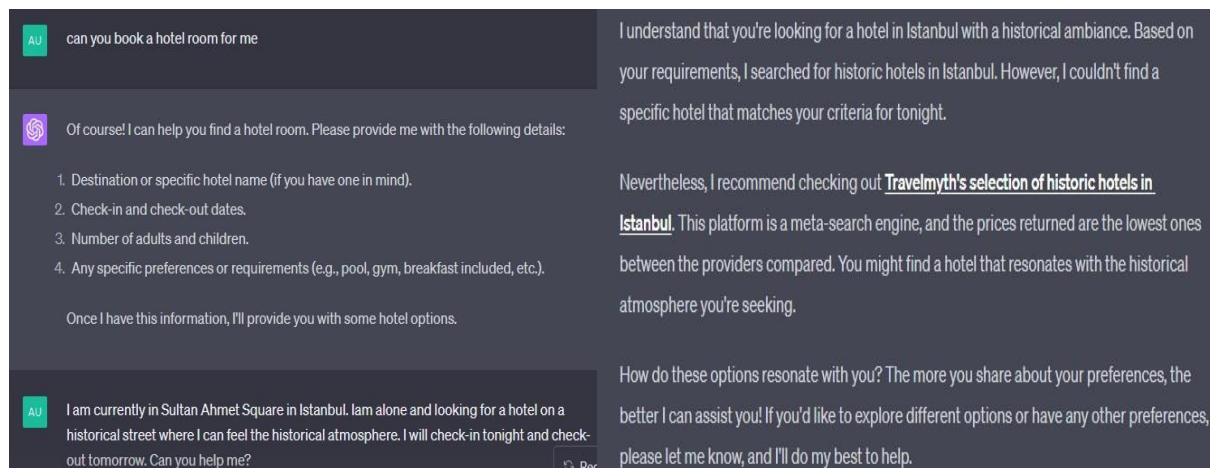 AU
can you book a hotel room for me
Of course! I can help you find a hotel room. Please provide me with the following details:
1. Destination or specific hotel name (if you have one in mind).
2. Check-in and check-out dates.
3. Number of adults and children.
4. Any specific preferences or requirements (e.g., pool, gym, breakfast included, etc.).
Once I have this information, I'll provide you with some hotel options.
AU
I am currently in Sultan Ahmet Square in Istanbul. Iam alone and looking for a hotel on a
historical street where I can feel the historical atmosphere. I will check-in tonight and check-
out tomorrow. Can you help me?
I understand that you're looking for a hotel in Istanbul with a historical ambiance. Based on
your requirements, I searched for historic hotels in Istanbul. However, I couldn't find a
specific hotel that matches your criteria for tonight.
Nevertheless, I recommend checking out Travelmyth's selection of historic hotels in
Istanbul. This platform is a meta-search engine, and the prices returned are the lowest ones
between the providers compared. You might find a hotel that resonates with the historical
atmosphere you're seeking.
How do these options resonate with you? The more you share about your preferences, the
better I can assist you! If you'd like to explore different options or have any other preferences,
please let me know, and I'll do my best to help.